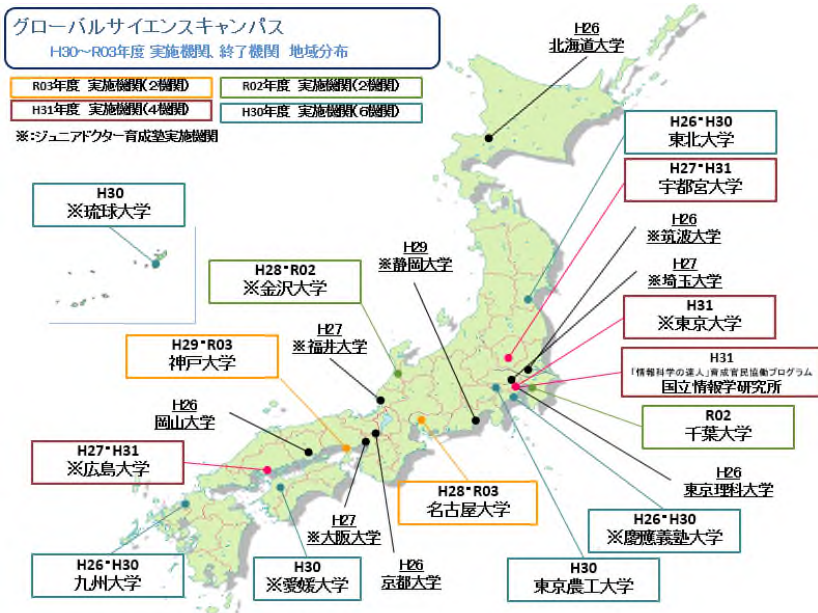 グローバルサイエンスキャンパス
H30～R03年度 実施機関、終了機関 地域分布
R03年度 実施機関(2機関)
R02年度 実施機関(2機関)
H31年度 実施機関(4機関)
H30年度 実施機関(6機関)
※:ジュニアドクター育成塾実施機関
H26
北海道大学
H26・H30
東北大学
H27・H31
宇都宮大学
H30
※琉球大学
H26
※筑波大学
H29
※静岡大学
H27
※埼玉大学
H28・R02
※金沢大学
H31
※東京大学
H27
※福井大学
H29・R03
神戸大学
H31
「情報科学の達人」育成官民協働プログラム
国立情報学研究所
H26
岡山大学
R02
千葉大学
H27・H31
※広島大学
H26
東京理科大学
H28・R03
名古屋大学
H26・H30
※慶應義塾大学
H27
※大阪大学
H26
京都大学
H26・H30
九州大学
H30
※愛媛大学
H30
東京農工大学